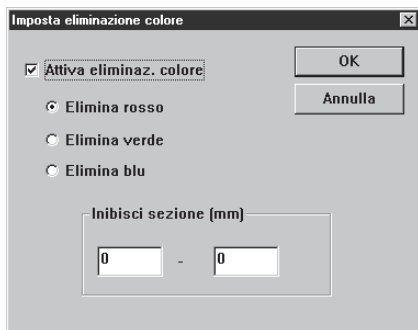 Imposta eliminazione colore
Attiva eliminaz. colore
OK
Annulla
Elimina rosso
Elimina verde
Elimina blu
Inibisci sezione (mm)
0 - 0